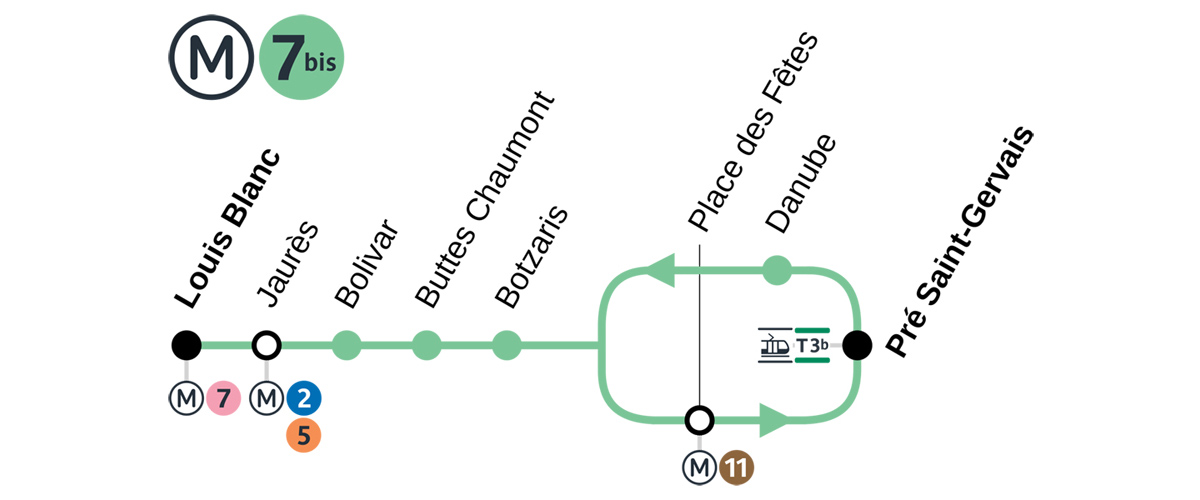 M 7bis
Louis Blanc
Jaurès
Bolivar
Buttes Chaumont
Botzaris
Place des Fêtes
Danube
Pré Saint-Gervais
T3b
M 7 M 2
5
M 11